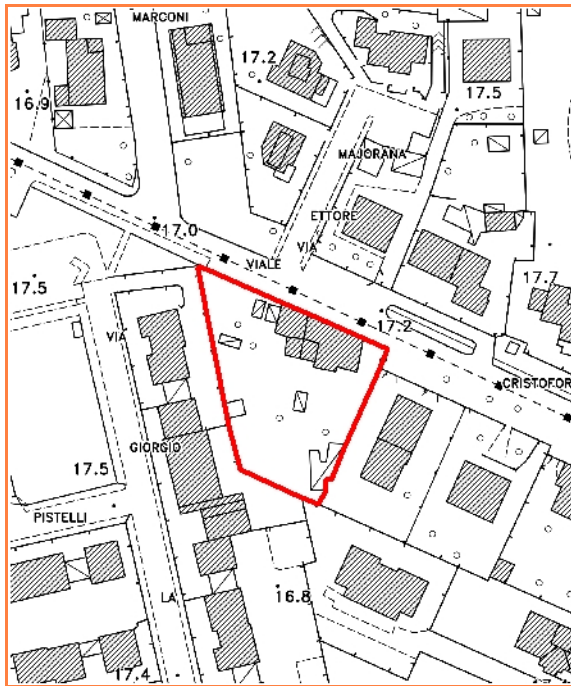 MARCONI
17.2
16.9
17.5
MAJORANA
ETTORE
17.0
VIA
VIALE
17.5
17.7
17.2
VIA
CRISTOFOR
GIORGIO
17.5
PISTELLI
16.8
LA
17.4